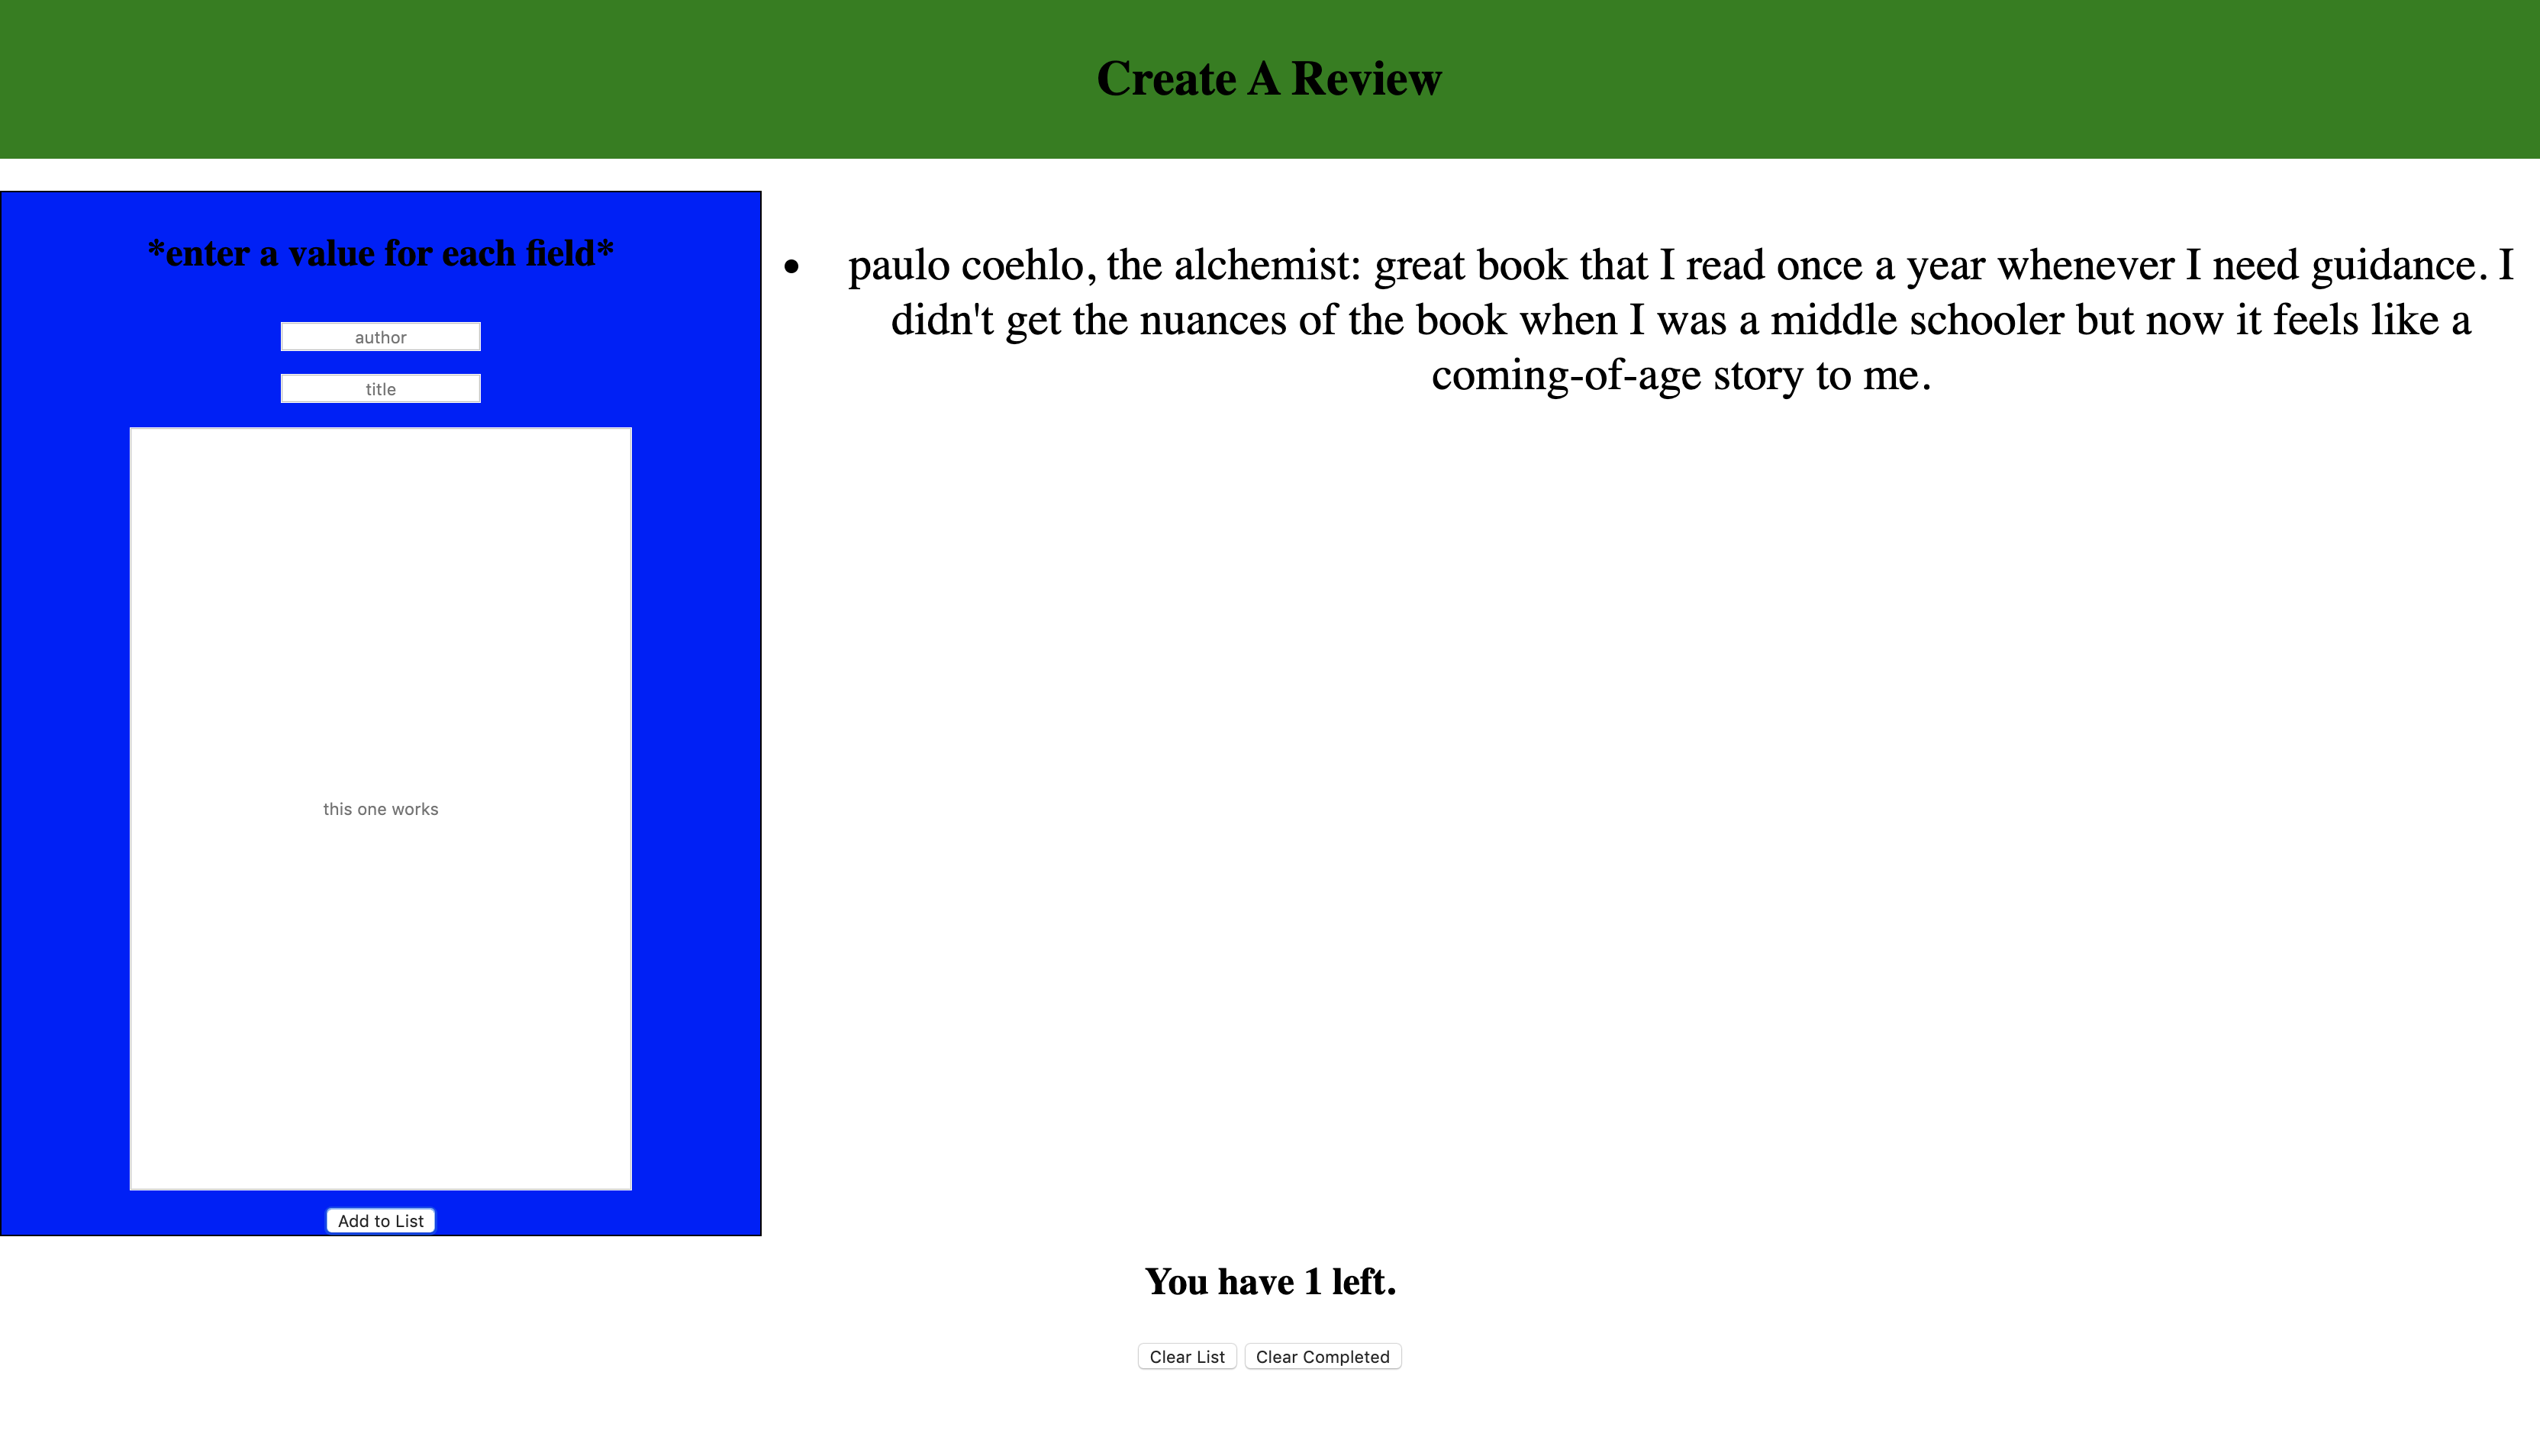 Create A Review
*enter a value for each field*
author
title
this one works
Add to List
• paulo coehlo, the alchemist: great book that I read once a year whenever I need guidance. I
didn't get the nuances of the book when I was a middle schooler but now it feels like a
coming-of-age story to me.
You have 1 left.
Clear List Clear Completed